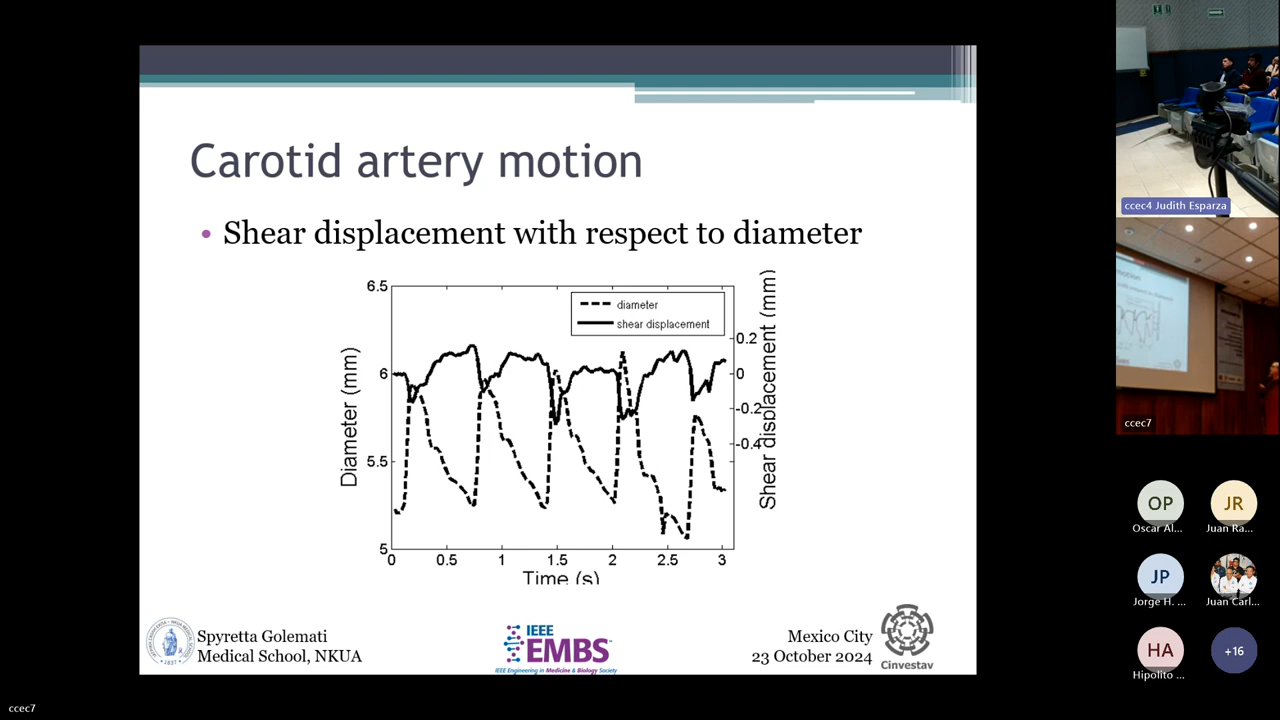 Carotid artery motion
• Shear displacement with respect to diameter
6.5
6
5.5
5
Diameter (mm)
diameter
shear displacement
0.2
0
-0.2
-0.4
Shear displacement (mm)
0 0.5 1 1.5 2 2.5 3
Time (s)
Spyretta Golemati
Medical School, NKUA
IEEE
EMBS
IEEE Engineering in Medicine & Biology Society
Mexico City
23 October 2024
Cinvestav
ccec4 Judith Esparza
ccec7
OP
Oscar Al...
JR
Juan Ra...
JP
Jorge H. ...
Juan Carl...
HA
Hipolito ...
+16
ccec7